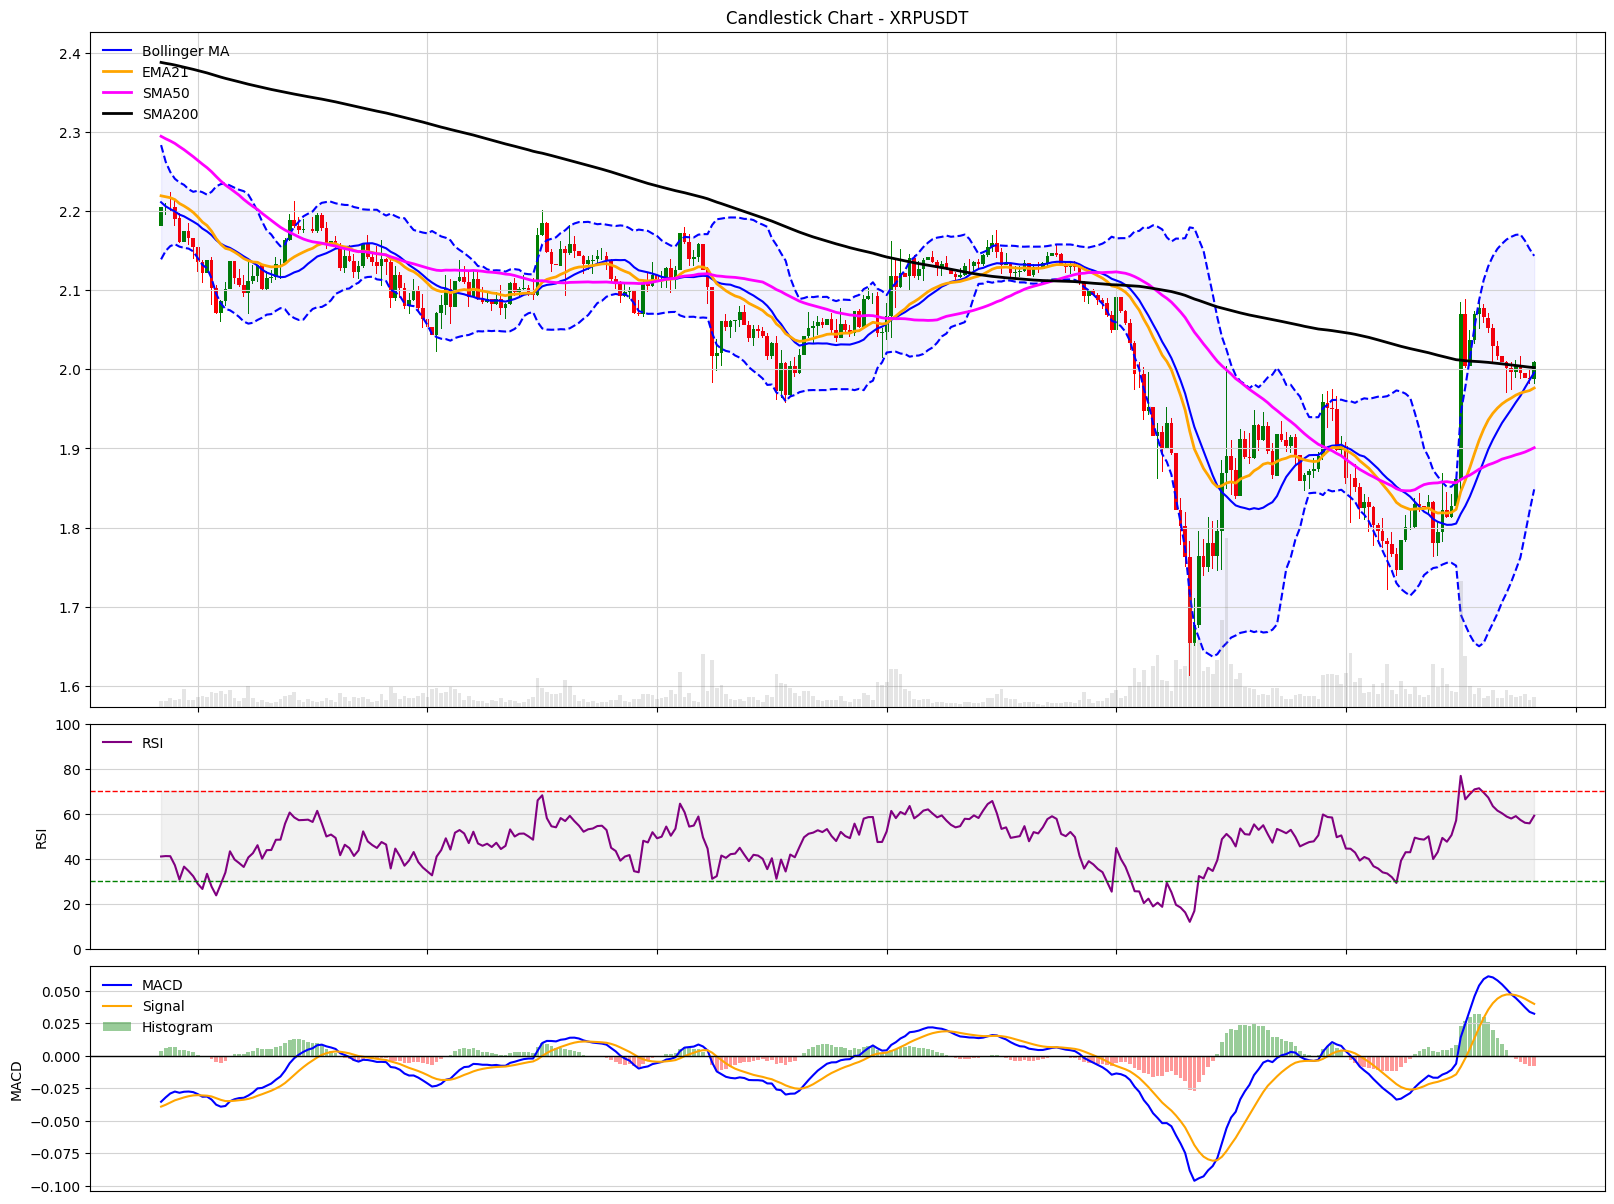 Candlestick Chart - XRPUSDT
Bollinger MA
EMA21
SMA50
SMA200
2.4
2.3
2.2
2.1
2.0
1.9
1.8
1.7
1.6
RSI
RSI
100
80
60
40
20
0
MACD
Signal
Histogram
MACD
0.050
0.025
0.000
−0.025
−0.050
−0.075
−0.100